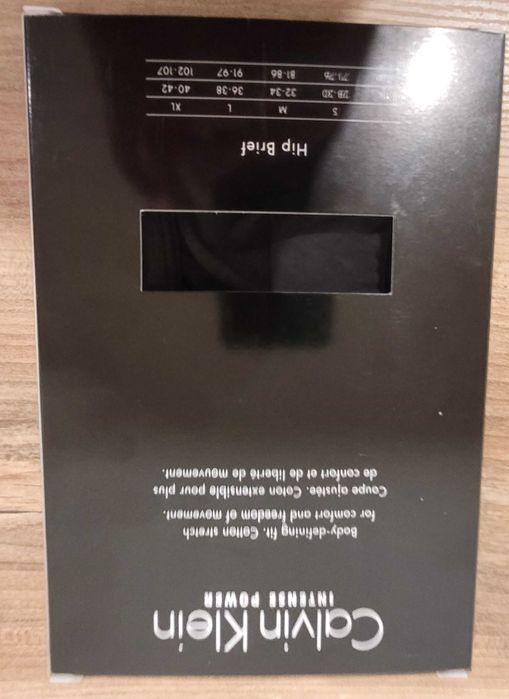 Calvin Klein
INTENSE POWER
Body-defining fit. Cotton stretch
for comfort and freedom of movement.
Coupe ajustée. Coton extensible pour plus
de confort et de liberté de mouvement.
Hip Brief
S M L XL
28-30 32-34 36-38 40-42
71-76 81-86 91-97 102-107